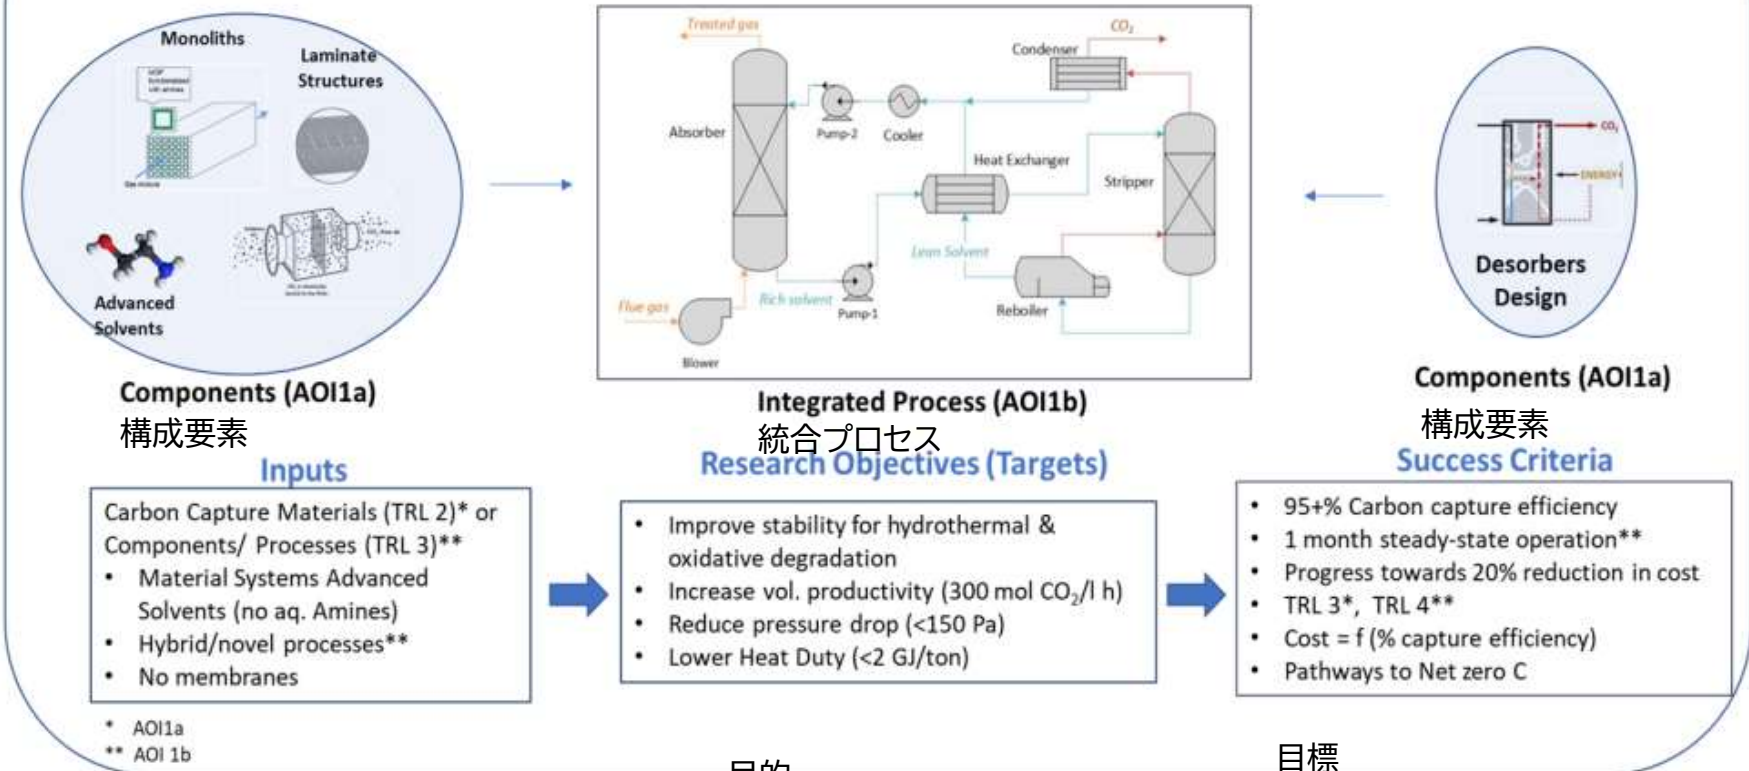 Monoliths
Laminate
Structures
Gas mixture
Advanced
Solvents
Components (AOI1a)
構成要素
Treated gas
CO₂
Condenser
Absorber
Pump-2
Cooler
Heat Exchanger
Stripper
Lean Solvent
Flue gas
Rich solvent
Pump-1
Reboiler
Blower
Integrated Process (AOI1b)
統合プロセス
CO₂
ENERGY
Desorbers
Design
Components (AOI1a)
構成要素
Inputs
Carbon Capture Materials (TRL 2)* or
Components/ Processes (TRL 3)**
• Material Systems Advanced
Solvents (no aq. Amines)
• Hybrid/novel processes**
• No membranes
* AOI1a
** AOI 1b
Research Objectives (Targets)
• Improve stability for hydrothermal &
oxidative degradation
• Increase vol. productivity (300 mol CO₂/l h)
• Reduce pressure drop (<150 Pa)
• Lower Heat Duty (<2 GJ/ton)
Success Criteria
• 95+% Carbon capture efficiency
• 1 month steady-state operation**
• Progress towards 20% reduction in cost
• TRL 3*, TRL 4**
• Cost = f (% capture efficiency)
• Pathways to Net zero C
目的
目標